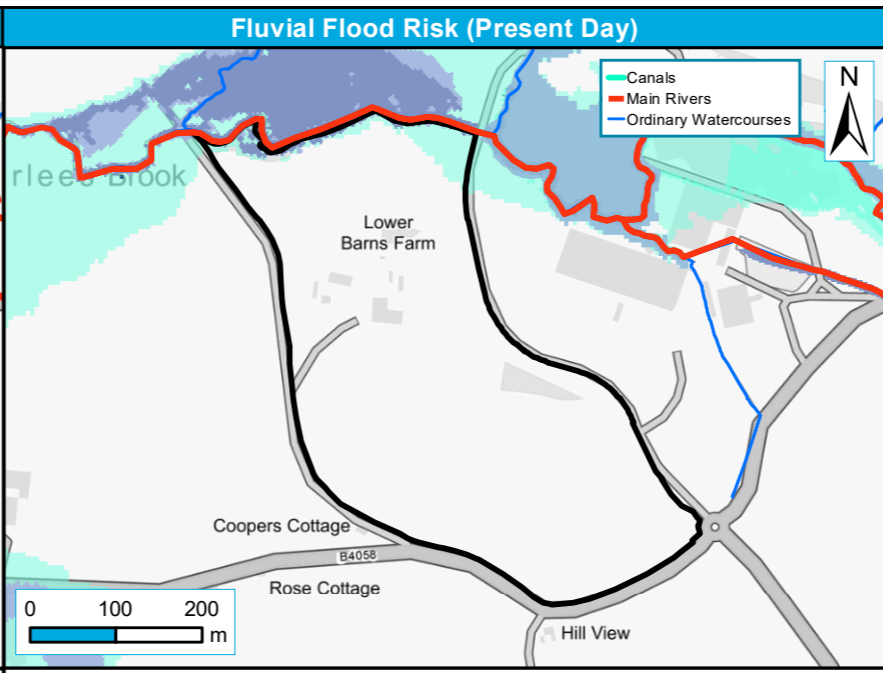 Fluvial Flood Risk (Present Day)
Canals
Main Rivers
Ordinary Watercourses
N
rlees Brook
Lower
Barns Farm
Coopers Cottage
B4058
Rose Cottage
0 100 200
m
Hill View